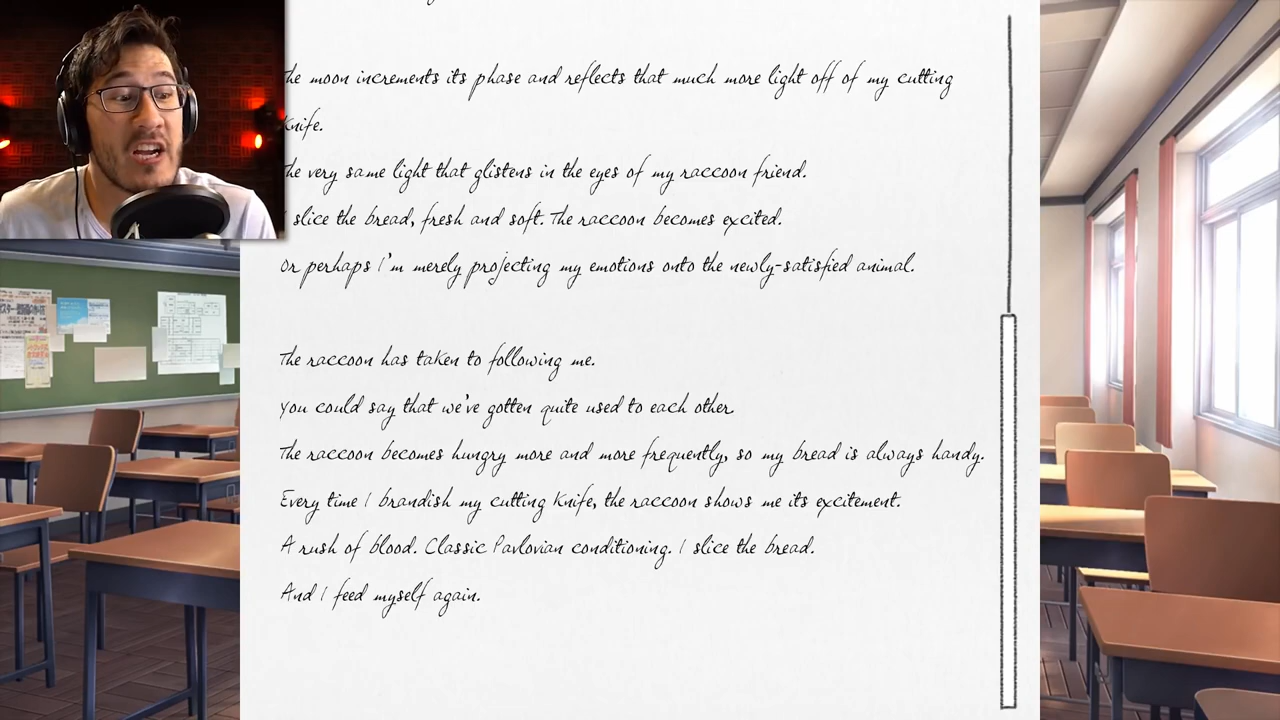 he moon increments its phase and reflects that much more light off of my cutting
knife.
he very same light that glistens in the eyes of my raccoon friend.
slice the bread, fresh and soft. The raccoon becomes excited.
Or perhaps I'm merely projecting my emotions onto the newly-satisfied animal.
The raccoon has taken to following me.
You could say that we've gotten quite used to each other.
The raccoon becomes hungry more and more frequently, so my bread is always handy.
Every time I brandish my cutting knife, the raccoon shows me its excitement.
A rush of blood. Classic Pavlovian conditioning. I slice the bread.
And I feed myself again.